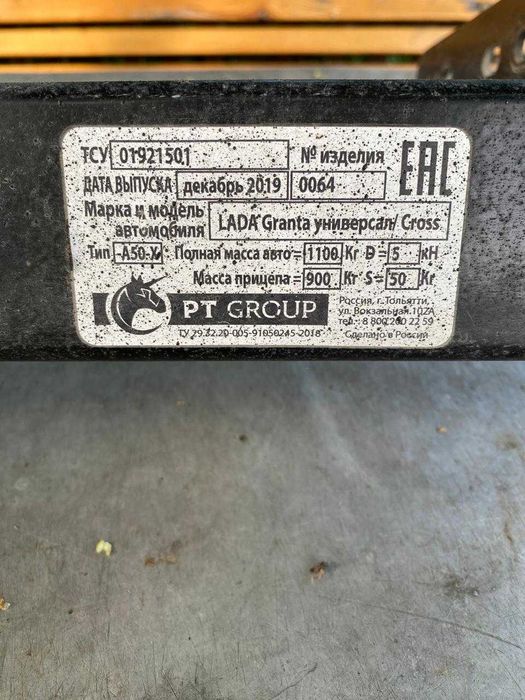 ТСУ 01921501 № изделия EAC
ДАТА ВЫПУСКА декабрь 2019 0064
Марка и модель автомобиля LADA Granta универсал/ Cross
Тип А50-Х Полная масса авто= 1100 Кг D= 5 кН
Масса прицепа= 900 Кг S= 50 Кг
PT GROUP
ТУ 29.32.20-005-91050245-2018
Россия, г. Тольятти,
ул. Вокзальная, 102А
тел.: 8 800 200 22 59
Сделано в России